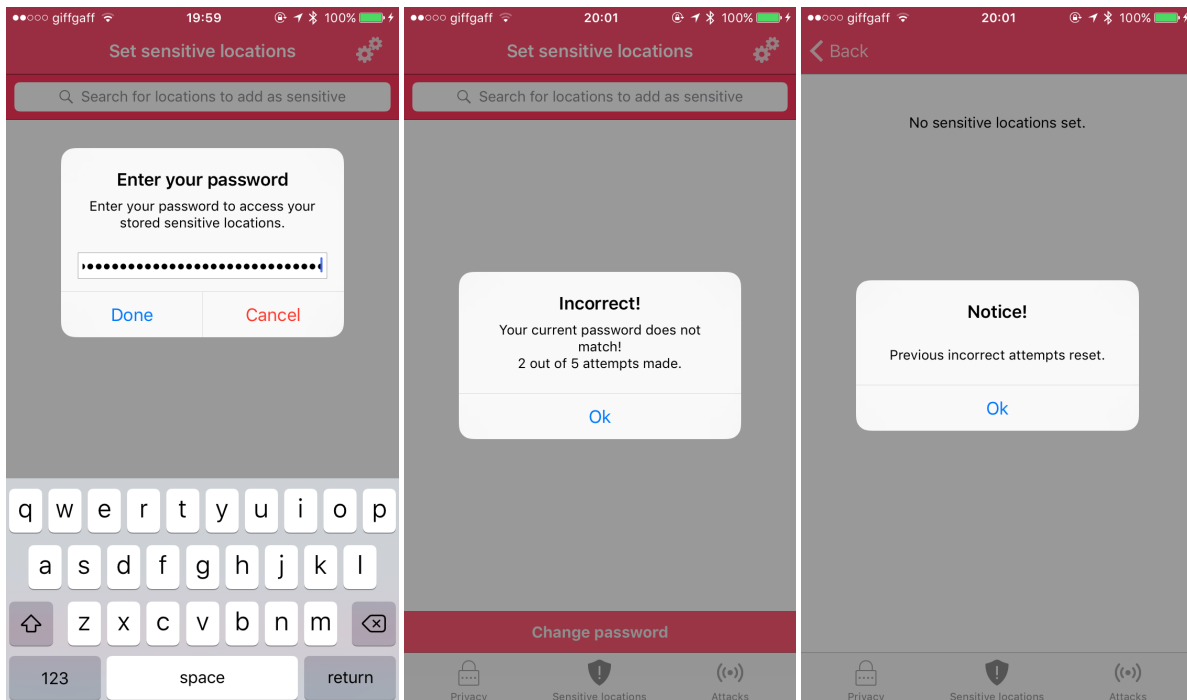 giffgaff 19:59 100%
Set sensitive locations
Search for locations to add as sensitive
Enter your password
Enter your password to access your
stored sensitive locations.
Done Cancel
q w e r t y u i o p
a s d f g h j k l
z x c v b n m
123 space return
giffgaff 20:01 100%
Set sensitive locations
Search for locations to add as sensitive
Incorrect!
Your current password does not
match!
2 out of 5 attempts made.
Ok
Change password
Privacy Sensitive locations Attacks
giffgaff 20:01 100%
Back
No sensitive locations set.
Notice!
Previous incorrect attempts reset.
Ok
Privacy Sensitive locations Attacks